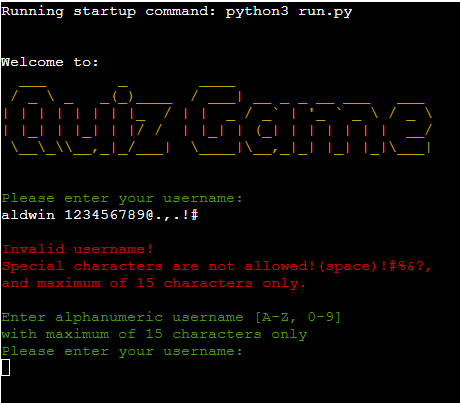 Running startup command: python3 run.py
Welcome to:
Quiz Game
Please enter your username:
aldwin 123456789@.,.!#
Invalid username!
Special characters are not allowed!(space)!#%&?,
and maximum of 15 characters only.
Enter alphanumeric username [A-Z, 0-9]
with maximum of 15 characters only
Please enter your username: